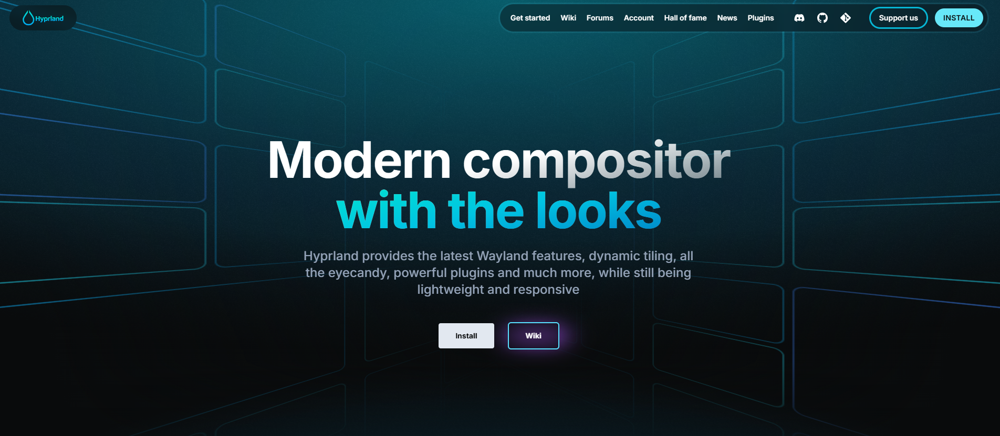 Hyprland
Get started Wiki Forums Account Hall of fame News Plugins Support us INSTALL
Modern compositor
with the looks
Hyprland provides the latest Wayland features, dynamic tiling, all
the eyecandy, powerful plugins and much more, while still being
lightweight and responsive
Install Wiki